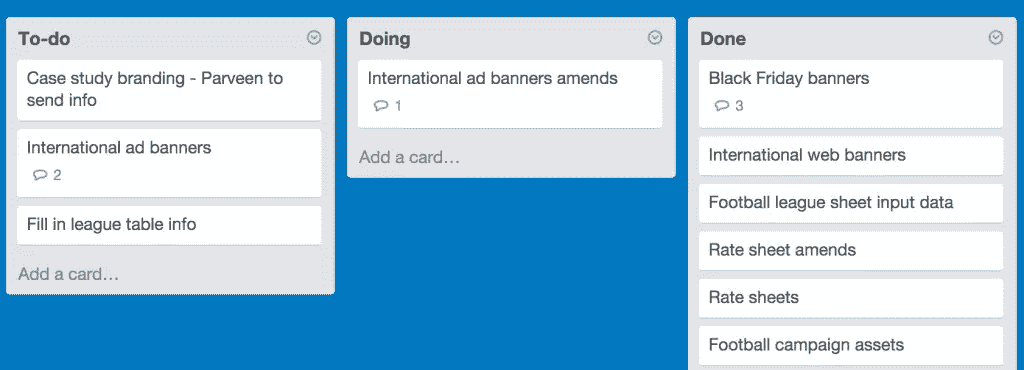 To-do
Case study branding - Parveen to
send info
International ad banners
2
Fill in league table info
Add a card…
Doing
International ad banners amends
1
Add a card…
Done
Black Friday banners
3
International web banners
Football league sheet input data
Rate sheet amends
Rate sheets
Football campaign assets